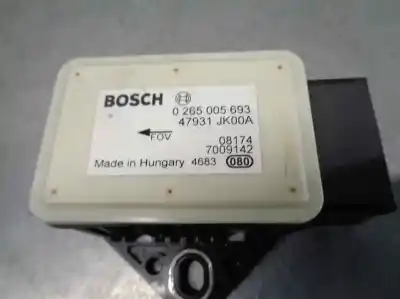 BOSCH
0 265 005 693
47931 JK00A
FOV
08174
7009142
Made in Hungary 4683 080